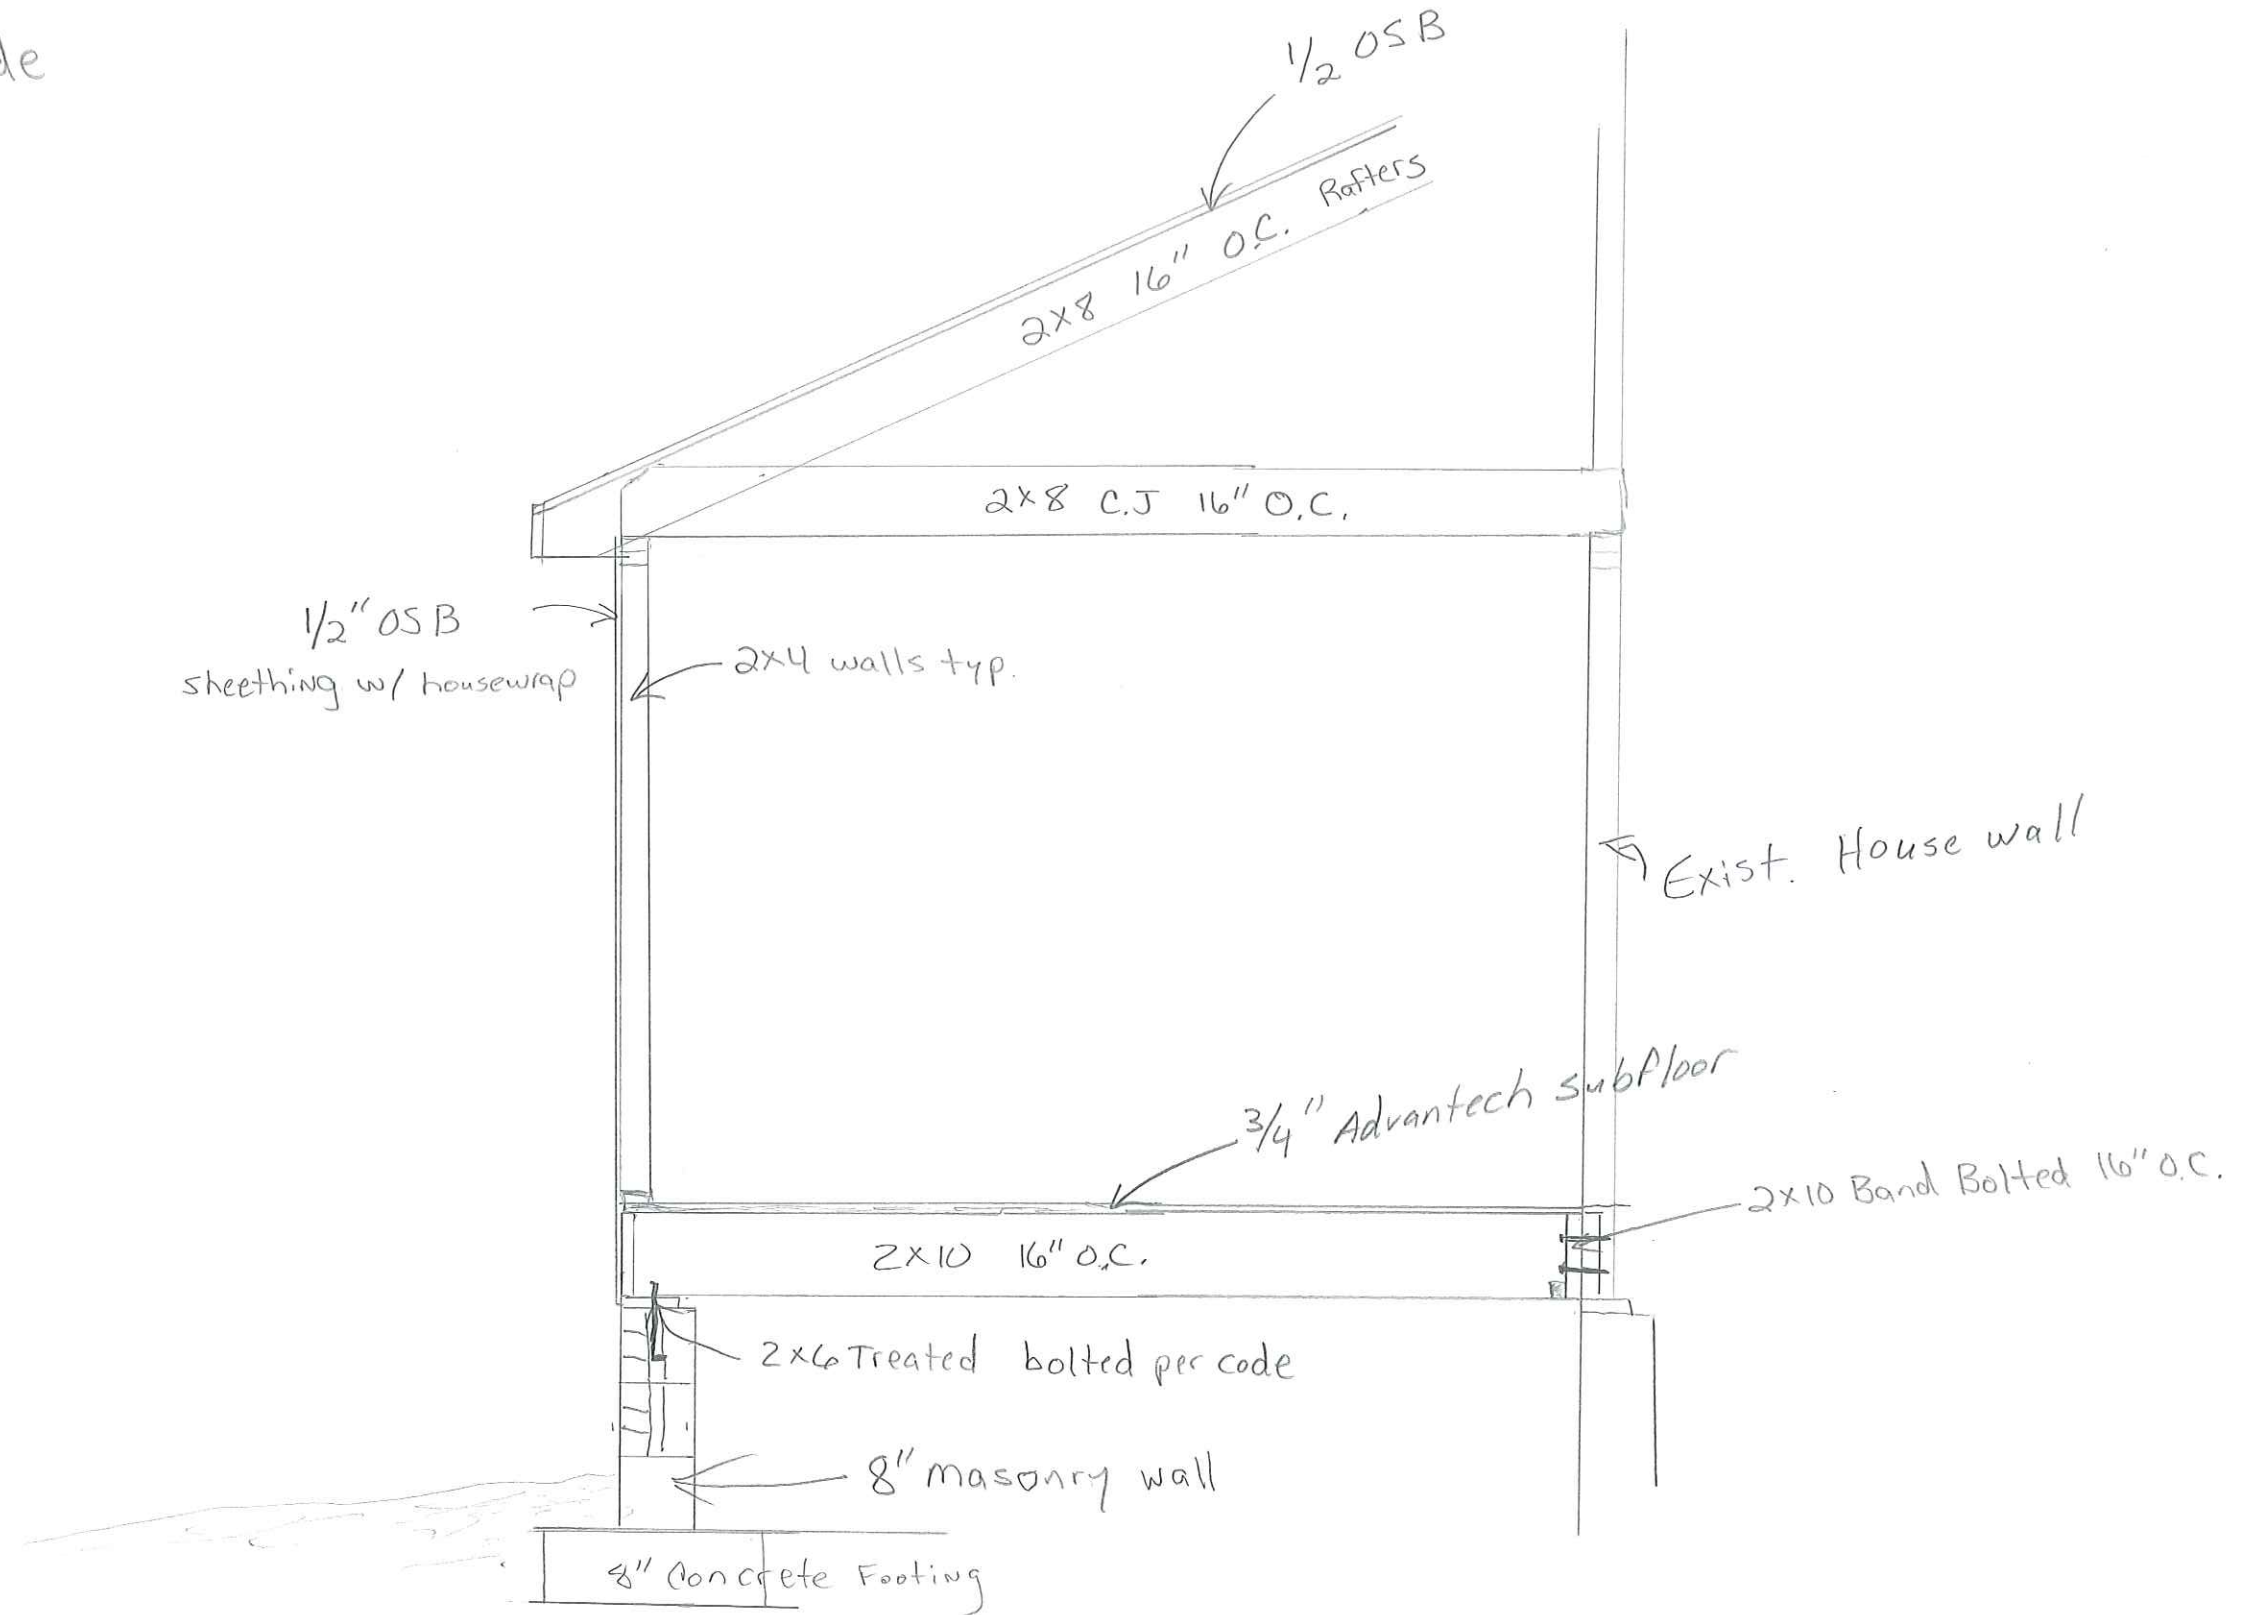 1/2 OSB
2x8 16" O.C. Rafters
2x8 C.J 16" O.C.
1/2" OSB
sheething w/ housewrap
2x4 walls typ.
Exist. House wall
3/4" Advantech subfloor
2x10 Band Bolted 16" O.C.
2x10 16" O.C.
2x6 Treated bolted per code
8" masonry wall
8" Concrete Footing